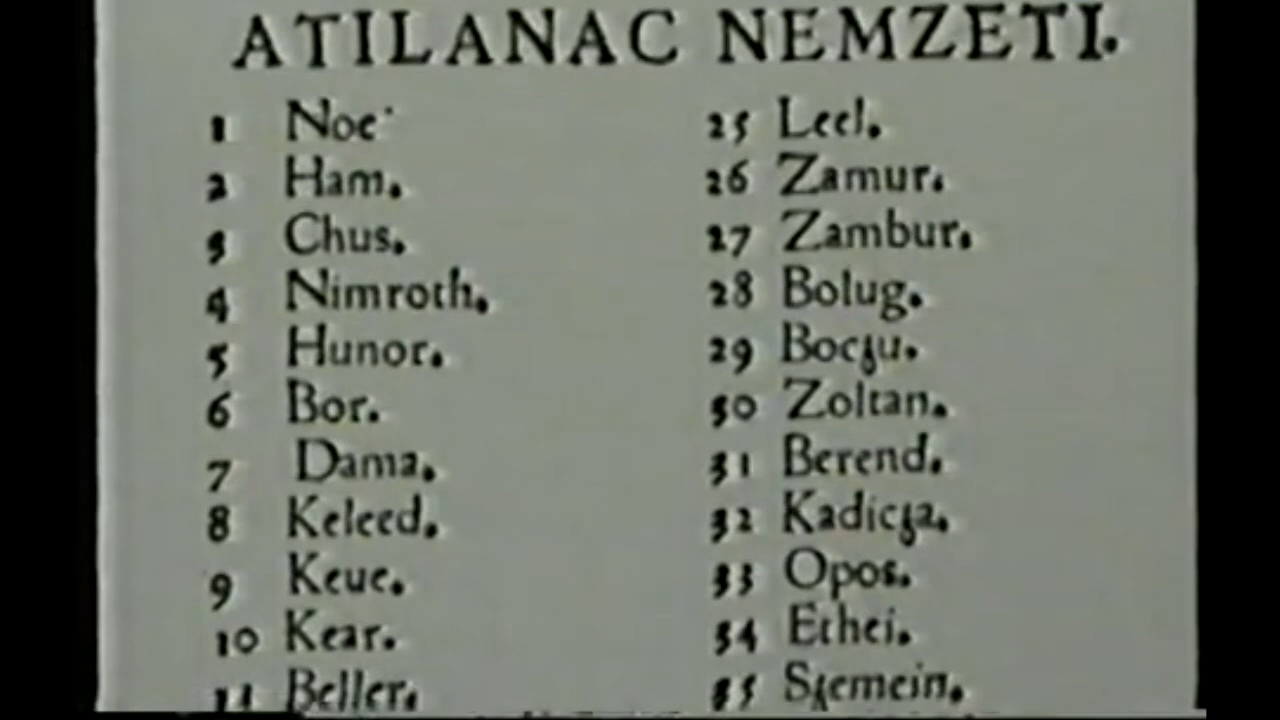 ATILANAC NEMZETI.
1 Noe
2 Ham.
3 Chus.
4 Nimroth.
5 Hunor.
6 Bor.
7 Dama.
8 Keleed.
9 Keue.
10 Kear.
11 Beller.
25 Leel.
26 Zamur.
27 Zambur.
28 Bolug.
29 Boczu.
30 Zoltan.
31 Berend.
32 Kadicza.
33 Opos.
34 Ethei.
35 Szemein.